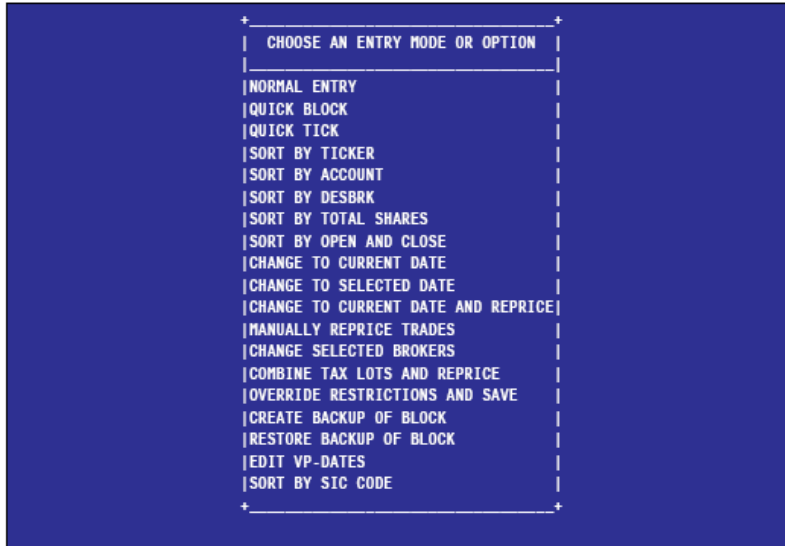 CHOOSE AN ENTRY MODE OR OPTION
NORMAL ENTRY
QUICK BLOCK
QUICK TICK
SORT BY TICKER
SORT BY ACCOUNT
SORT BY DESBRK
SORT BY TOTAL SHARES
SORT BY OPEN AND CLOSE
CHANGE TO CURRENT DATE
CHANGE TO SELECTED DATE
CHANGE TO CURRENT DATE AND REPRICE
MANUALLY REPRICE TRADES
CHANGE SELECTED BROKERS
COMBINE TAX LOTS AND REPRICE
OVERRIDE RESTRICTIONS AND SAVE
CREATE BACKUP OF BLOCK
RESTORE BACKUP OF BLOCK
EDIT VP-DATES
SORT BY SIC CODE